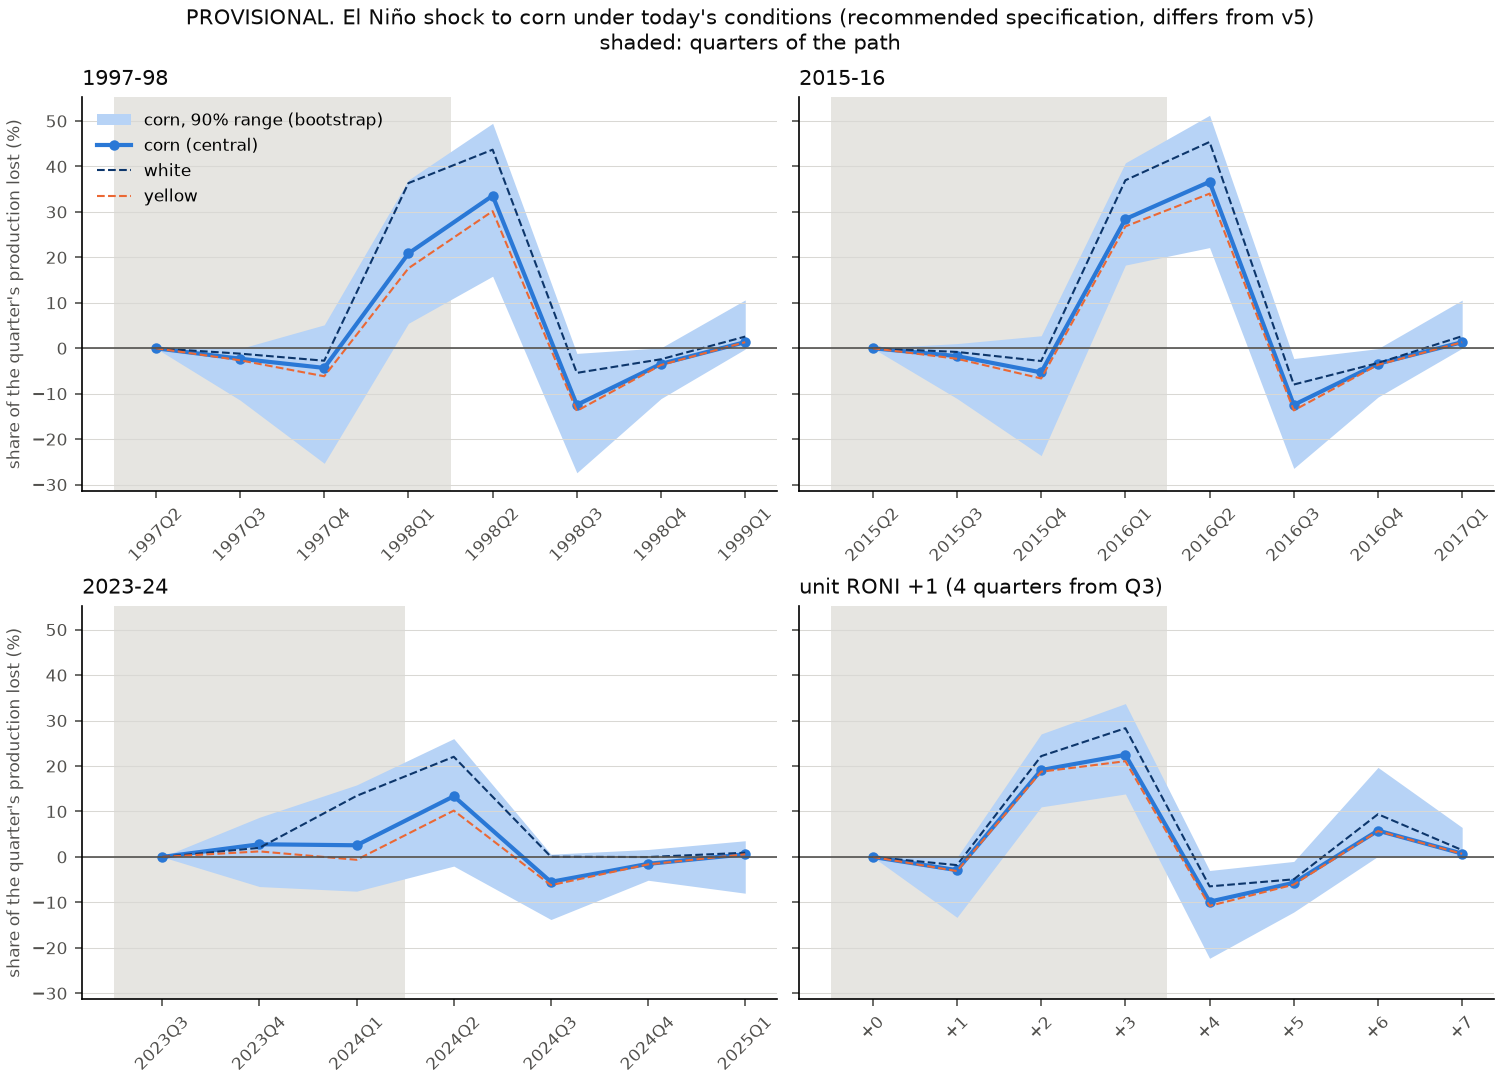 PROVISIONAL. El Niño shock to corn under today's conditions (recommended specification, differs from v5)
shaded: quarters of the path
1997-98
share of the quarter's production lost (%)
50
40
30
20
10
0
−10
−20
−30
corn, 90% range (bootstrap)
corn (central)
white
yellow
1997Q2
1997Q3
1997Q4
1998Q1
1998Q2
1998Q3
1998Q4
1999Q1
2015-16
2015Q2
2015Q3
2015Q4
2016Q1
2016Q2
2016Q3
2016Q4
2017Q1
2023-24
share of the quarter's production lost (%)
50
40
30
20
10
0
−10
−20
−30
2023Q3
2023Q4
2024Q1
2024Q2
2024Q3
2024Q4
2025Q1
unit RONI +1 (4 quarters from Q3)
+0
+1
+2
+3
+4
+5
+6
+7